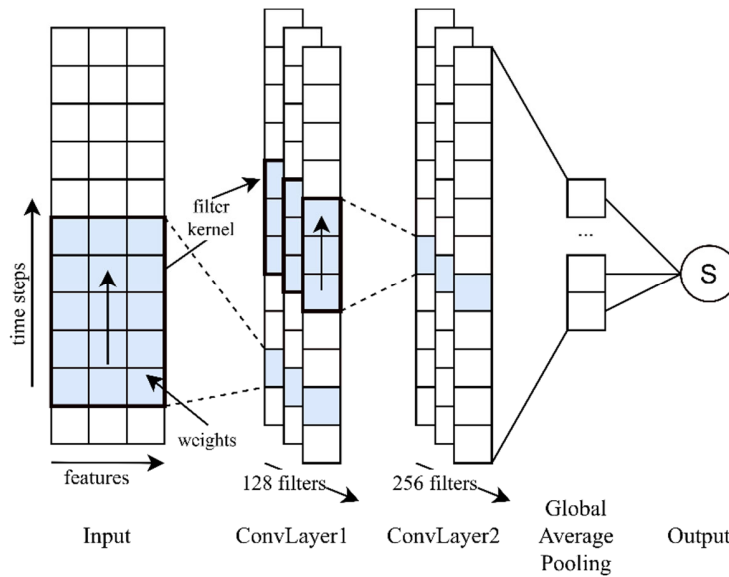 filter
kernel
time steps
weights
features
...
S
128 filters
256 filters
Input
ConvLayer1
ConvLayer2
Global
Average
Pooling
Output